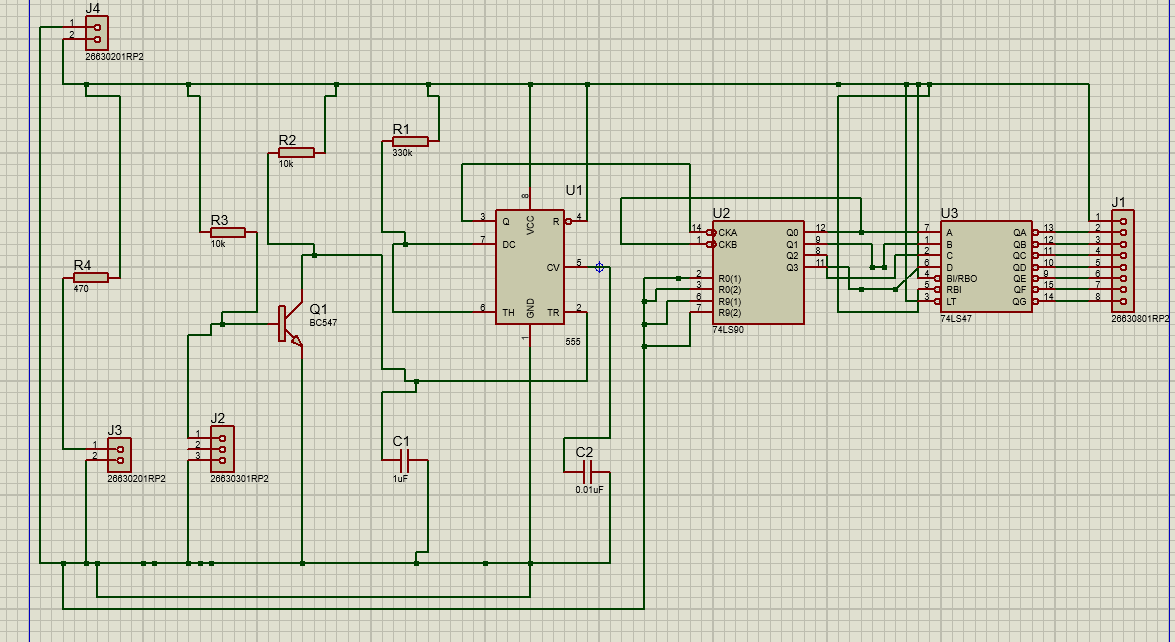 J4
1
2
26630201RP2
R1
330k
R2
10k
R3
10k
R4
470
Q1
BC547
U1
8
VCC
3 Q R 4
7 DC
CV 5
GND
6 TH TR 2
1
555
U2
14 CKA Q0 12
1 CKB Q1 9
Q2 8
Q3 11
2 R0(1)
3 R0(2)
6 R9(1)
7 R9(2)
74LS90
U3
7 A QA 13
1 B QB 12
2 C QC 11
6 D QD 10
4 BI/RBO QE 9
5 RBI QF 15
3 LT QG 14
74LS47
J1
1
2
3
4
5
6
7
8
26630801RP2
J3
1
2
26630201RP2
J2
1
2
3
26630301RP2
C1
1uF
C2
0.01uF